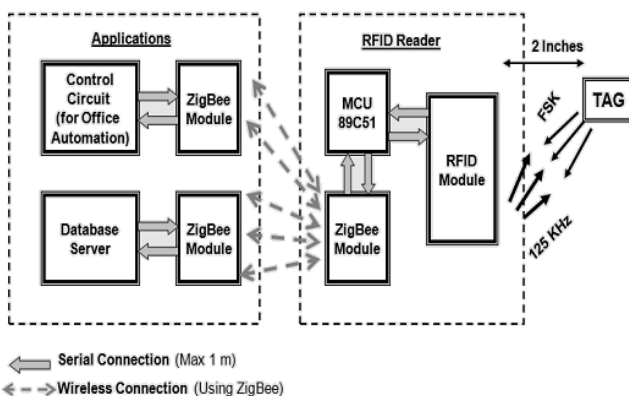 Applications
Control
Circuit
(for Office
Automation)
ZigBee
Module
Database
Server
ZigBee
Module
RFID Reader
MCU
89C51
ZigBee
Module
RFID
Module
2 Inches
TAG
FSK
125 KHz
Serial Connection (Max 1 m)
Wireless Connection (Using ZigBee)